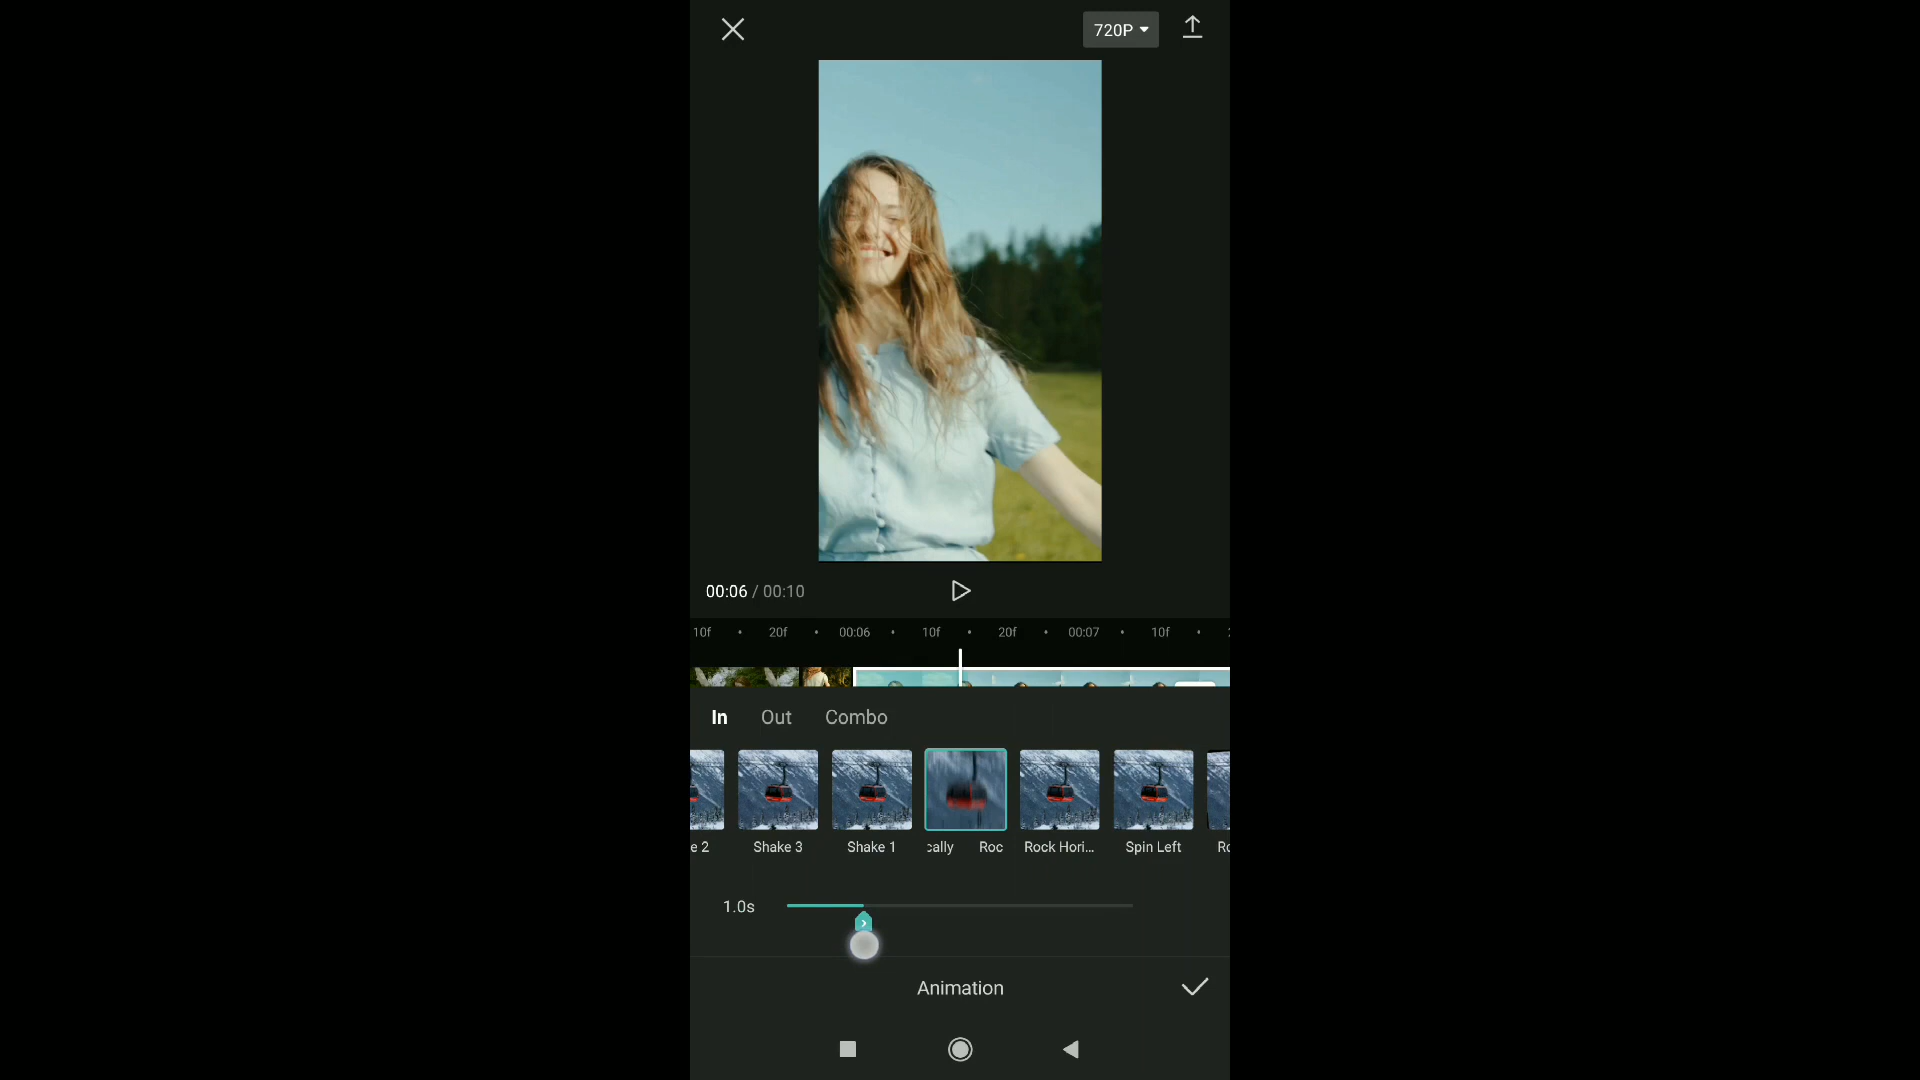 720P
00:06 / 00:10
10f 20f 00:06 10f 20f 00:07 10f
In Out Combo
e 2 Shake 3 Shake 1 cally Roc Rock Hori... Spin Left Ro
1.0s
Animation